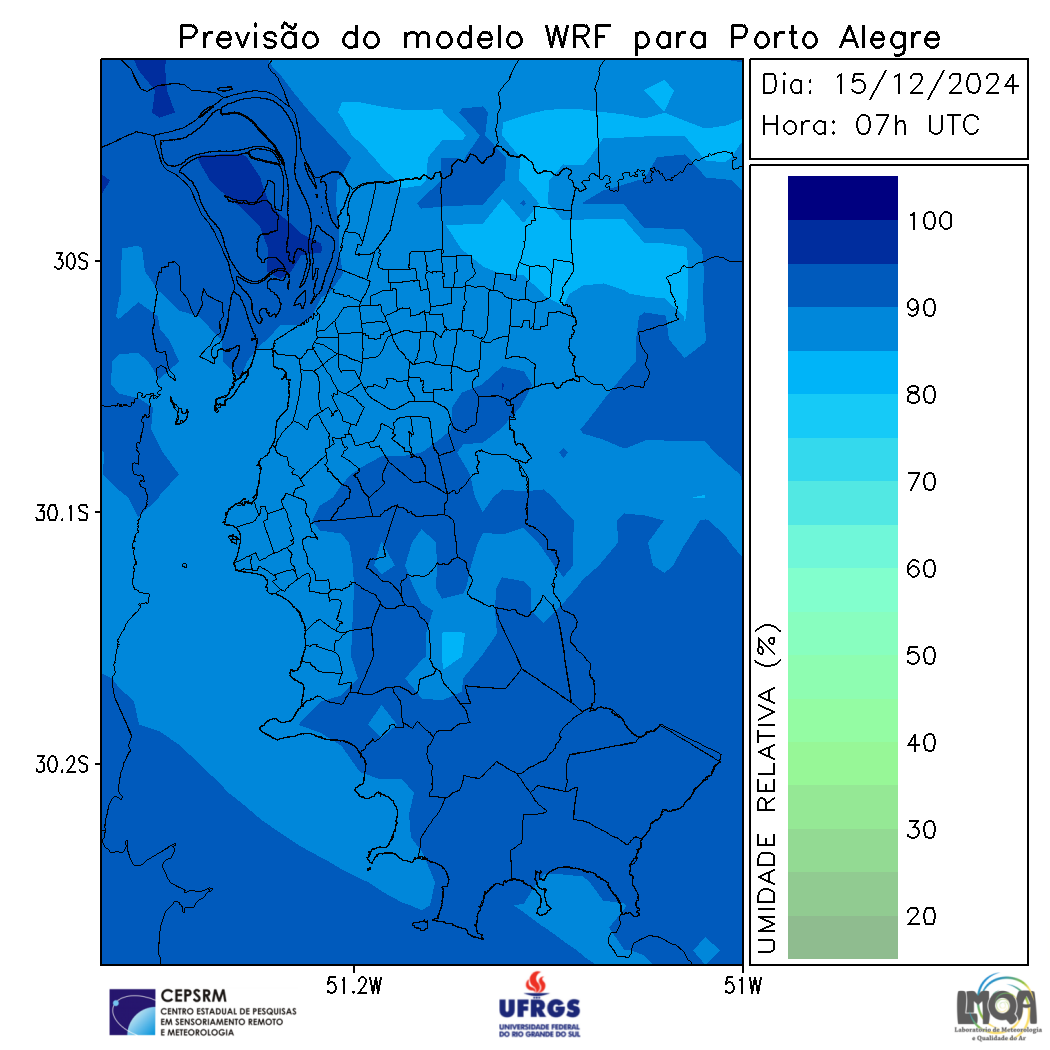 Previsão do modelo WRF para Porto Alegre
Dia: 15/12/2024
Hora: 07h UTC
30S
30.1S
30.2S
51.2W
51W
100
90
80
70
60
50
40
30
20
UMIDADE RELATIVA (%)
CEPSRM
CENTRO ESTADUAL DE PESQUISAS
EM SENSORIAMENTO REMOTO
E METEOROLOGIA
UFRGS
UNIVERSIDADE FEDERAL
DO RIO GRANDE DO SUL
LMQA
Laboratório de Meteorologia
e Qualidade do Ar